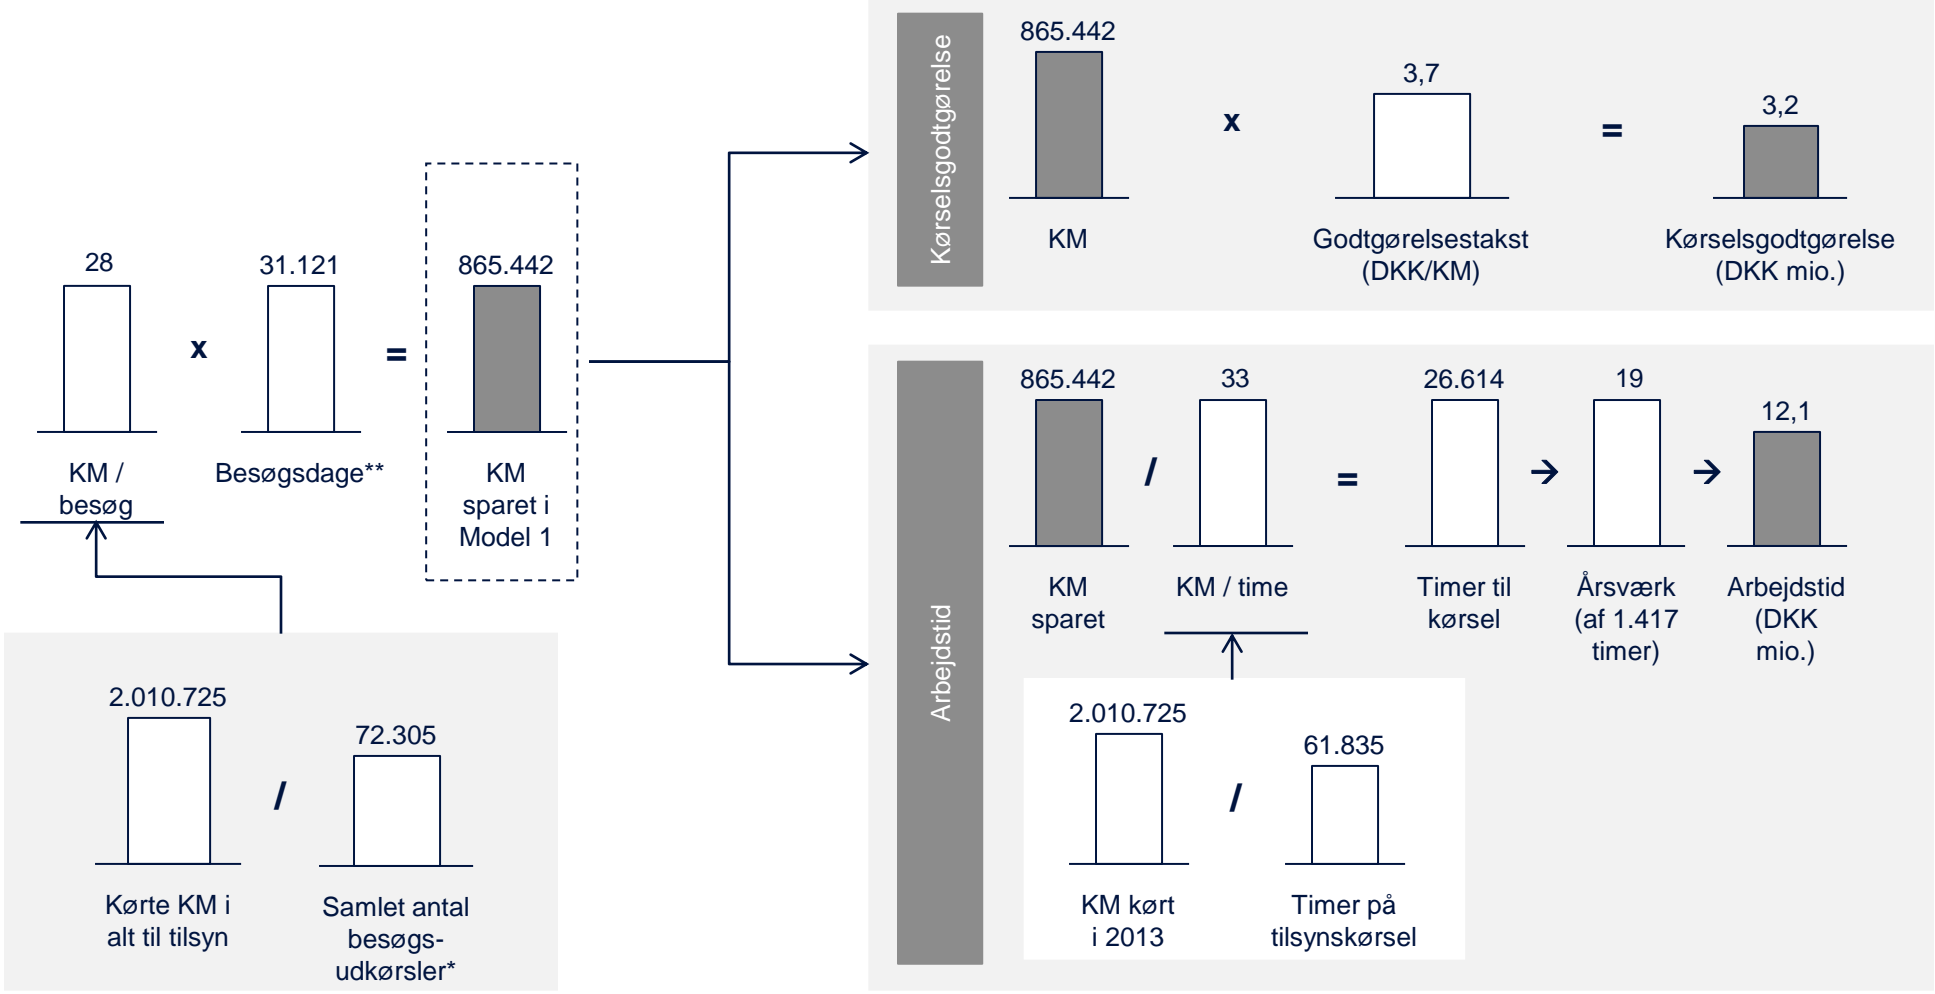 28
x
31.121
=
865.442
KM /
besøg
Besøgsdage**
KM
sparet i
Model 1
2.010.725
/
72.305
Kørte KM i
alt til tilsyn
Samlet antal
besøgs-
udkørsler*
Kørselsgodtgørelse
865.442
x
3,7
=
3,2
KM
Godtgørelsestakst
(DKK/KM)
Kørselsgodtgørelse
(DKK mio.)
Arbejdstid
865.442
/
33
=
26.614
→
19
→
12,1
KM
sparet
KM / time
Timer til
kørsel
Årsværk
(af 1.417
timer)
Arbejdstid
(DKK
mio.)
2.010.725
/
61.835
KM kørt
i 2013
Timer på
tilsynskørsel